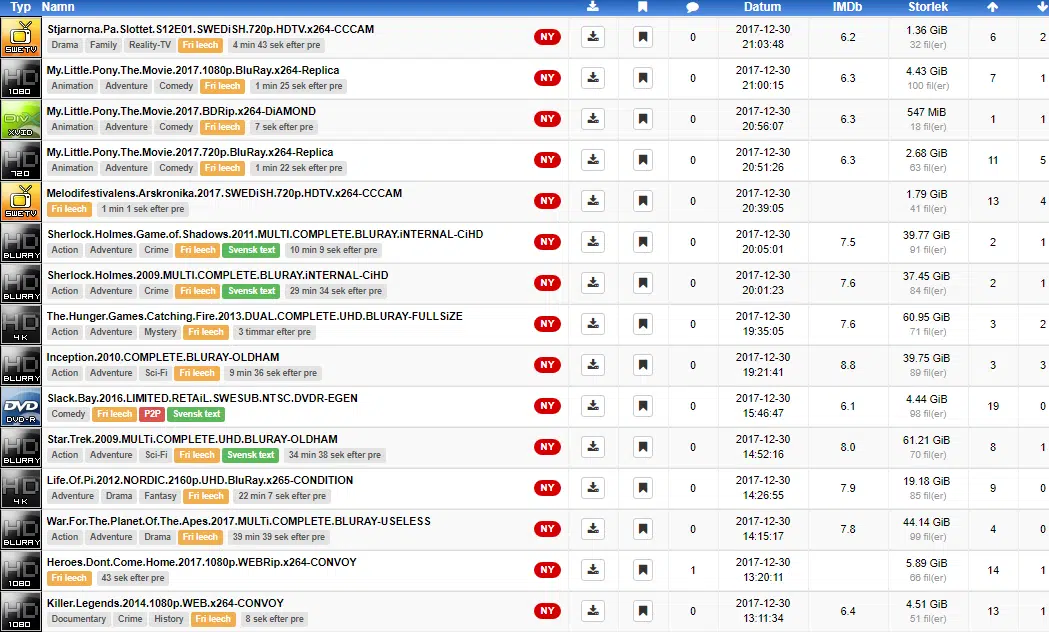 Typ Namn Datum IMDb Storlek
Stjarnorna.Pa.Slottet.S12E01.SWEDiSH.720p.HDTV.x264-CCCAM
SWETV Drama Family Reality-TV Fri leech 4 min 43 sek efter pre NY 0 2017-12-30 21:03:48 6.2 1.36 GiB 32 fil(er) 6 2
My.Little.Pony.The.Movie.2017.1080p.BluRay.x264-Replica
HD 1080 Animation Adventure Comedy Fri leech 1 min 25 sek efter pre NY 0 2017-12-30 21:00:15 6.3 4.43 GiB 100 fil(er) 7 1
My.Little.Pony.The.Movie.2017.BDRip.x264-DiAMOND
DIVX XVID Animation Adventure Comedy Fri leech 7 sek efter pre NY 0 2017-12-30 20:56:07 6.3 547 MiB 18 fil(er) 1 1
My.Little.Pony.The.Movie.2017.720p.BluRay.x264-Replica
HD 720 Animation Adventure Comedy Fri leech 1 min 22 sek efter pre NY 0 2017-12-30 20:51:26 6.3 2.68 GiB 63 fil(er) 11 5
Melodifestivalens.Arskronika.2017.SWEDiSH.720p.HDTV.x264-CCCAM
SWETV Fri leech 1 min 1 sek efter pre NY 0 2017-12-30 20:39:05 1.79 GiB 41 fil(er) 13 4
Sherlock.Holmes.Game.of.Shadows.2011.MULTI.COMPLETE.BLURAY.iNTERNAL-CiHD
HD BLURAY Action Adventure Crime Fri leech Svensk text 10 min 9 sek efter pre NY 0 2017-12-30 20:05:01 7.5 39.77 GiB 91 fil(er) 2 1
Sherlock.Holmes.2009.MULTI.COMPLETE.BLURAY.iNTERNAL-CiHD
HD BLURAY Action Adventure Crime Fri leech Svensk text 29 min 34 sek efter pre NY 0 2017-12-30 20:01:23 7.6 37.45 GiB 84 fil(er) 2 1
The.Hunger.Games.Catching.Fire.2013.DUAL.COMPLETE.UHD.BLURAY-FULLSiZE
HD 4K Action Adventure Mystery Fri leech 3 timmar efter pre NY 0 2017-12-30 19:35:05 7.6 60.95 GiB 71 fil(er) 3 2
Inception.2010.COMPLETE.BLURAY-OLDHAM
HD BLURAY Action Adventure Sci-Fi Fri leech 9 min 36 sek efter pre NY 0 2017-12-30 19:21:41 8.8 39.75 GiB 89 fil(er) 3 3
Slack.Bay.2016.LIMITED.RETAiL.SWESUB.NTSC.DVDR-EGEN
DVD DVD-R Comedy Fri leech P2P Svensk text NY 0 2017-12-30 15:46:47 6.1 4.44 GiB 98 fil(er) 19 0
Star.Trek.2009.MULTi.COMPLETE.UHD.BLURAY-OLDHAM
HD BLURAY Action Adventure Sci-Fi Fri leech Svensk text 34 min 38 sek efter pre NY 0 2017-12-30 14:52:16 8.0 61.21 GiB 70 fil(er) 8 1
Life.Of.Pi.2012.NORDIC.2160p.UHD.BluRay.x265-CONDITION
HD 4K Adventure Drama Fantasy Fri leech 22 min 7 sek efter pre NY 0 2017-12-30 14:26:55 7.9 19.18 GiB 85 fil(er) 9 0
War.For.The.Planet.Of.The.Apes.2017.MULTi.COMPLETE.BLURAY-USELESS
HD BLURAY Action Adventure Drama Fri leech 39 min 39 sek efter pre NY 0 2017-12-30 14:15:17 7.8 44.14 GiB 99 fil(er) 4 0
Heroes.Dont.Come.Home.2017.1080p.WEBRip.x264-CONVOY
HD 1080 Fri leech 43 sek efter pre NY 1 2017-12-30 13:20:11 5.89 GiB 66 fil(er) 14 1
Killer.Legends.2014.1080p.WEB.x264-CONVOY
HD 1080 Documentary Crime History Fri leech 8 sek efter pre NY 0 2017-12-30 13:11:34 6.4 4.51 GiB 51 fil(er) 13 1